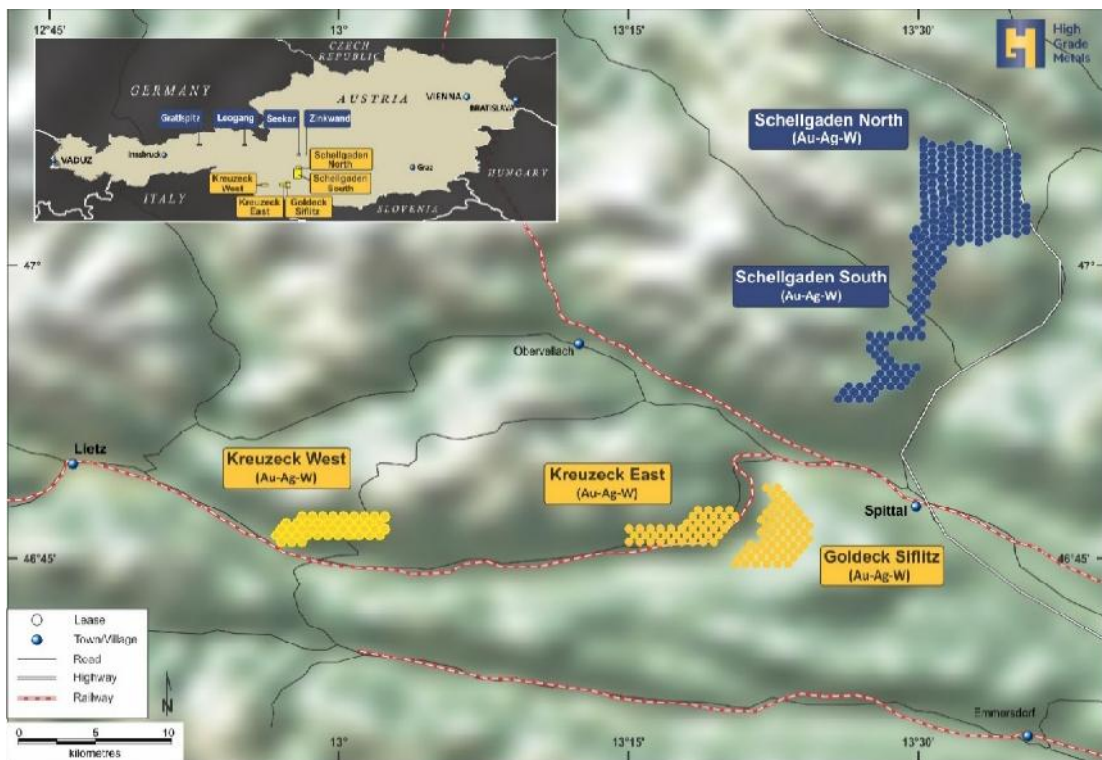 12°45'
13°
13°15'
13°30'
High
Grade
Metals
CZECH
REPUBLIC
GERMANY
AUSTRIA
VIENNA
BRATISLAVA
Leogang
Seekar
Zinkwand
VADUZ
Innsbruck
Schellgaden
North
Graz
HUNGARY
Kreuzeck
West
Schellgaden
South
ITALY
Kreuzeck
East
Goldeck
Siflitz
SLOVENIA
Schellgaden North
(Au-Ag-W)
47°
47°
Schellgaden South
(Au-Ag-W)
Obervellach
Lietz
Kreuzeck West
(Au-Ag-W)
Kreuzeck East
(Au-Ag-W)
Spittal
46°45'
46°45'
Goldeck Siflitz
(Au-Ag-W)
Lease
Town/Village
Road
Highway
Railway
N
0 5 10
kilometres
Emmersdorf
13°
13°15'
13°30'